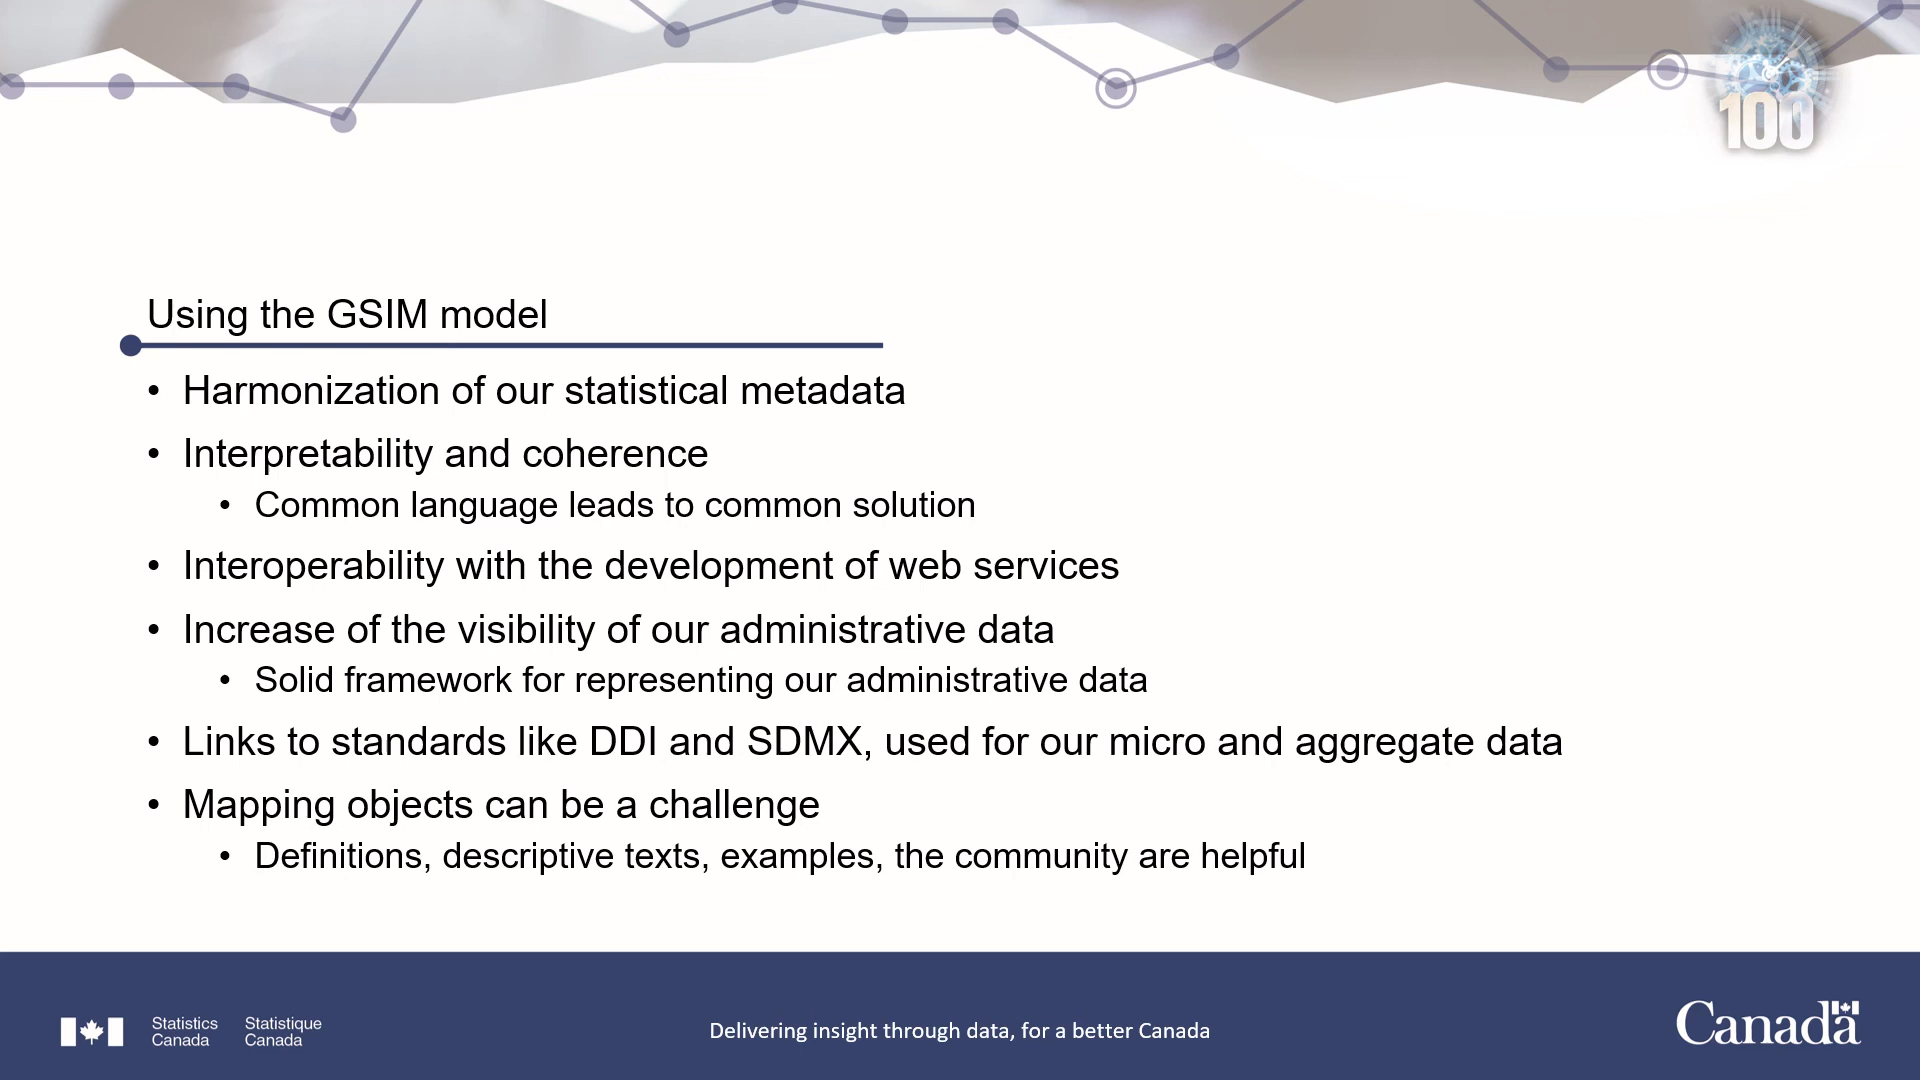 100
Using the GSIM model
• Harmonization of our statistical metadata
• Interpretability and coherence
• Common language leads to common solution
• Interoperability with the development of web services
• Increase of the visibility of our administrative data
• Solid framework for representing our administrative data
• Links to standards like DDI and SDMX, used for our micro and aggregate data
• Mapping objects can be a challenge
• Definitions, descriptive texts, examples, the community are helpful
Statistics Statistique
Canada Canada
Delivering insight through data, for a better Canada
Canada